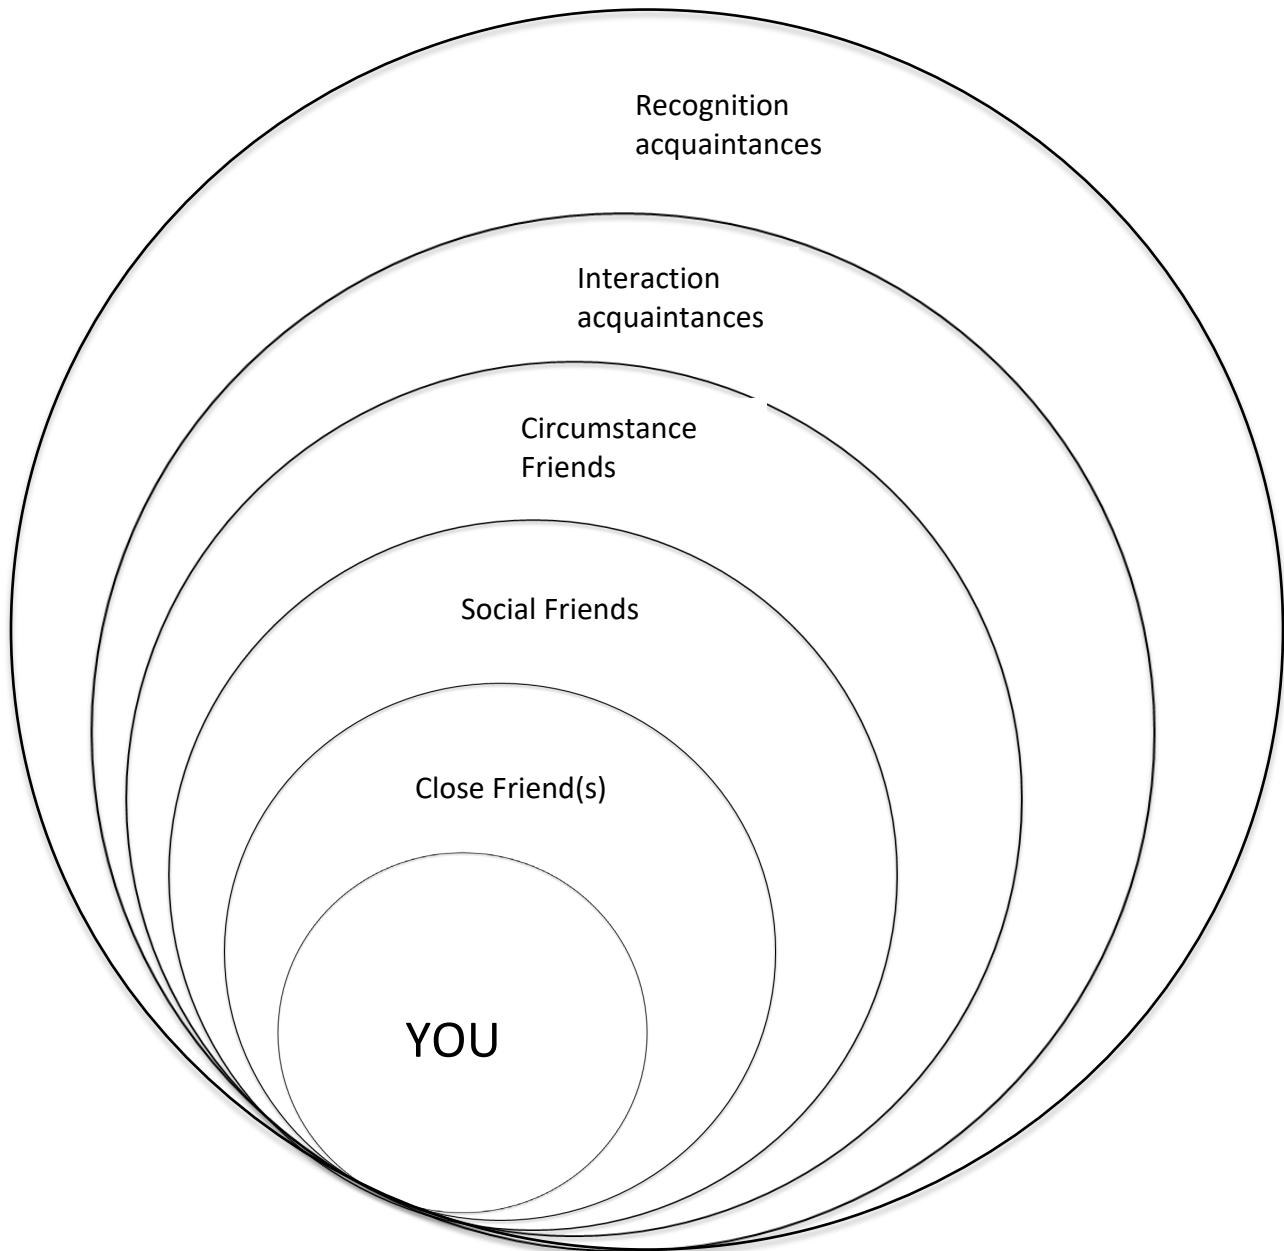 Recognition
acquaintances
Interaction
acquaintances
Circumstance
Friends
Social Friends
Close Friend(s)
YOU